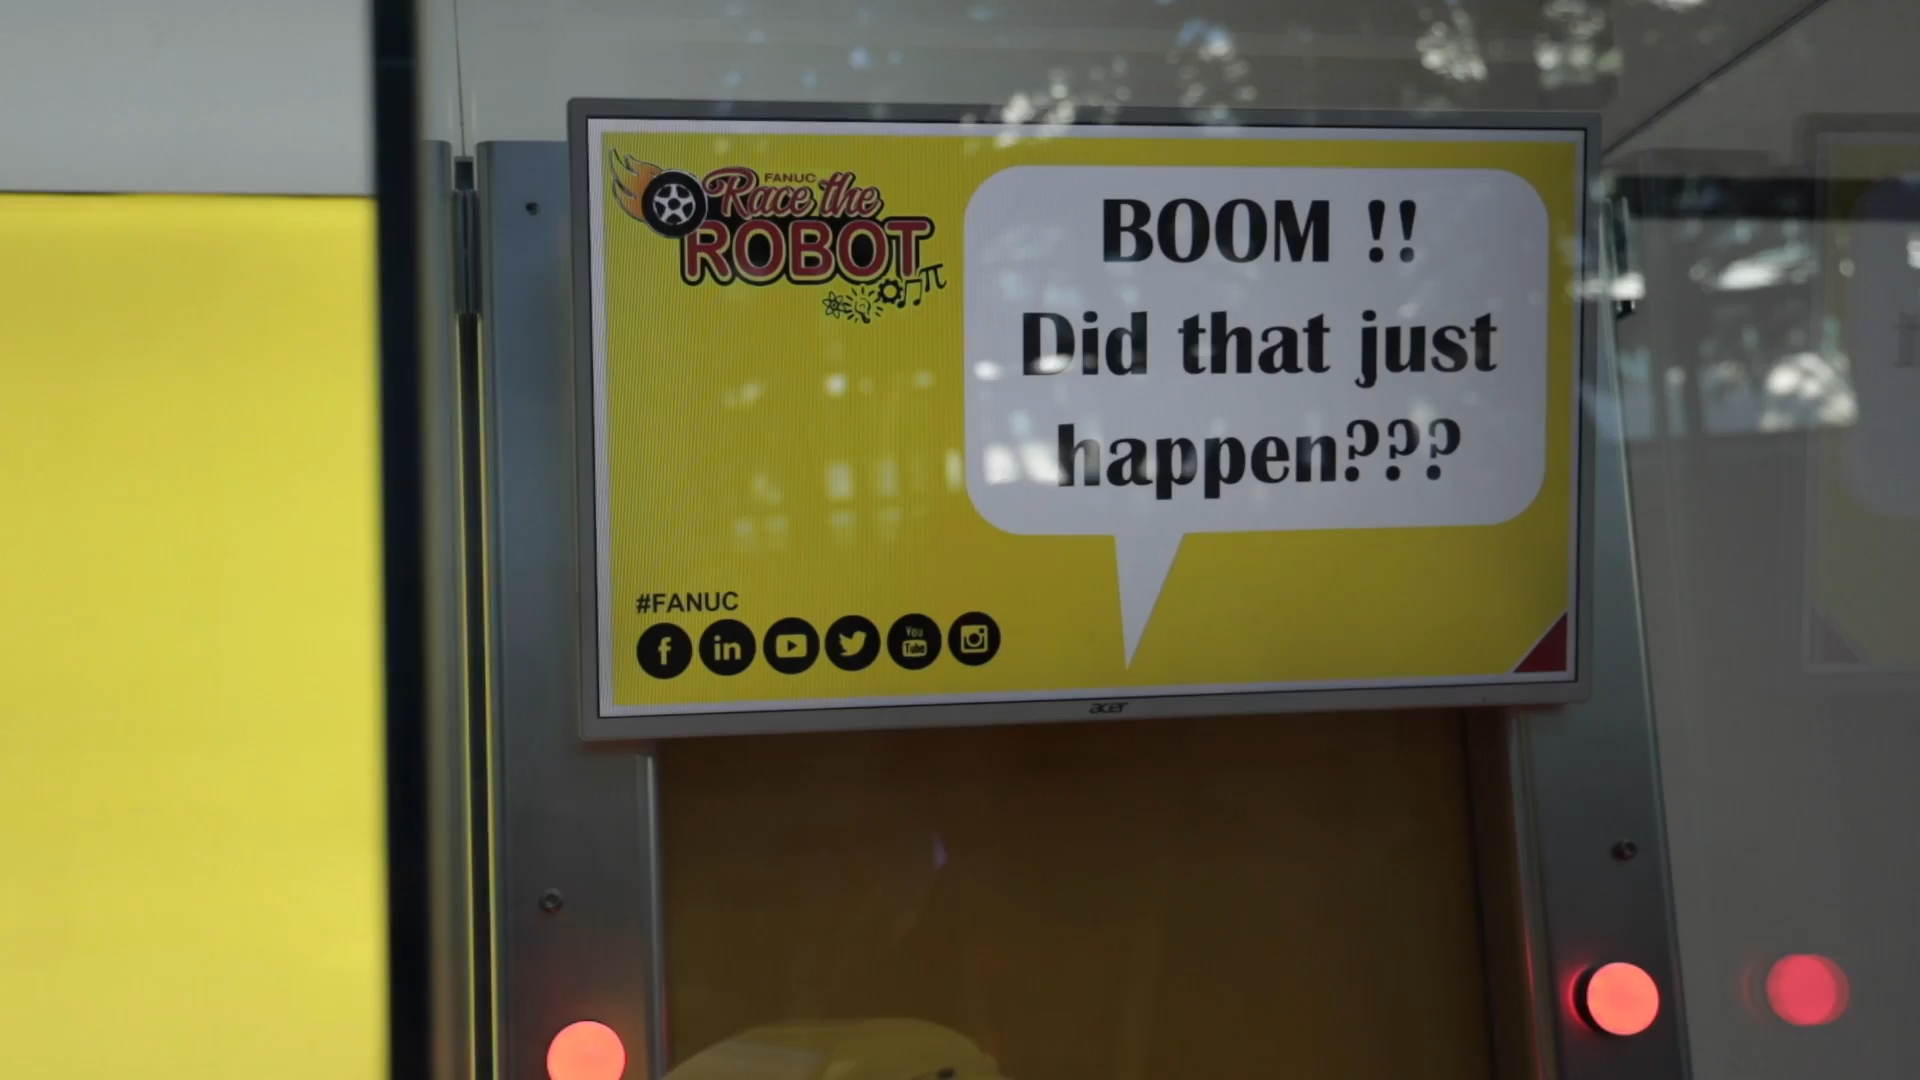 FANUC
Race the
ROBOT
π
BOOM !!
Did that just
happen???
#FANUC
f in You Tube
acer